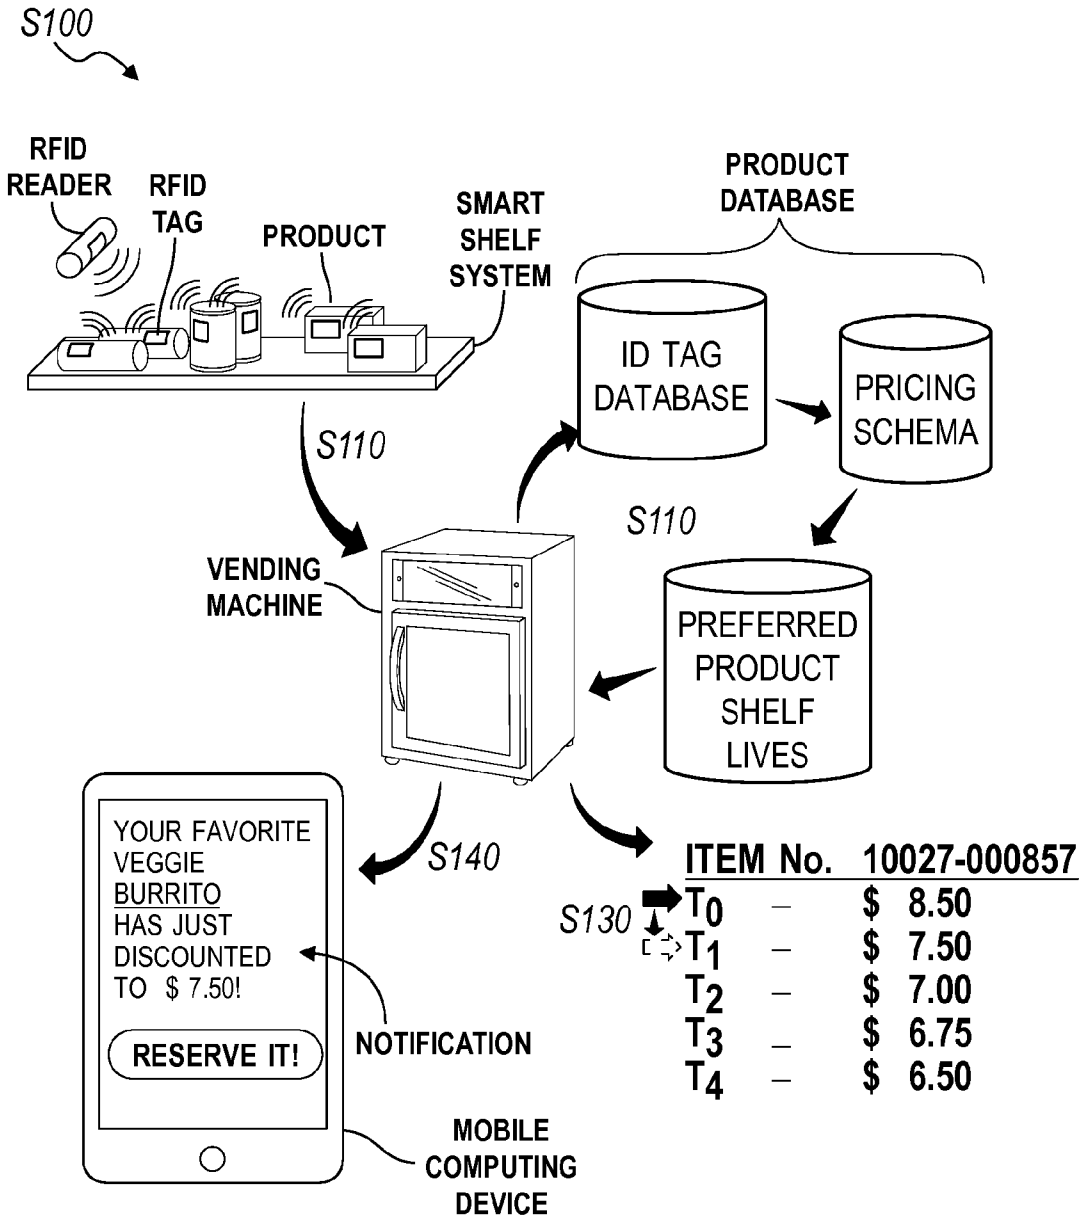 S100
RFID
READER
RFID
TAG
PRODUCT
SMART
SHELF
SYSTEM
PRODUCT
DATABASE
ID TAG
DATABASE
PRICING
SCHEMA
S110
S110
VENDING
MACHINE
PREFERRED
PRODUCT
SHELF
LIVES
YOUR FAVORITE
VEGGIE
BURRITO
HAS JUST
DISCOUNTED
TO $ 7.50!
RESERVE IT!
S140
NOTIFICATION
MOBILE
COMPUTING
DEVICE
S130
ITEM No. 10027-000857
T0 – $ 8.50
T1 – $ 7.50
T2 – $ 7.00
T3 – $ 6.75
T4 – $ 6.50